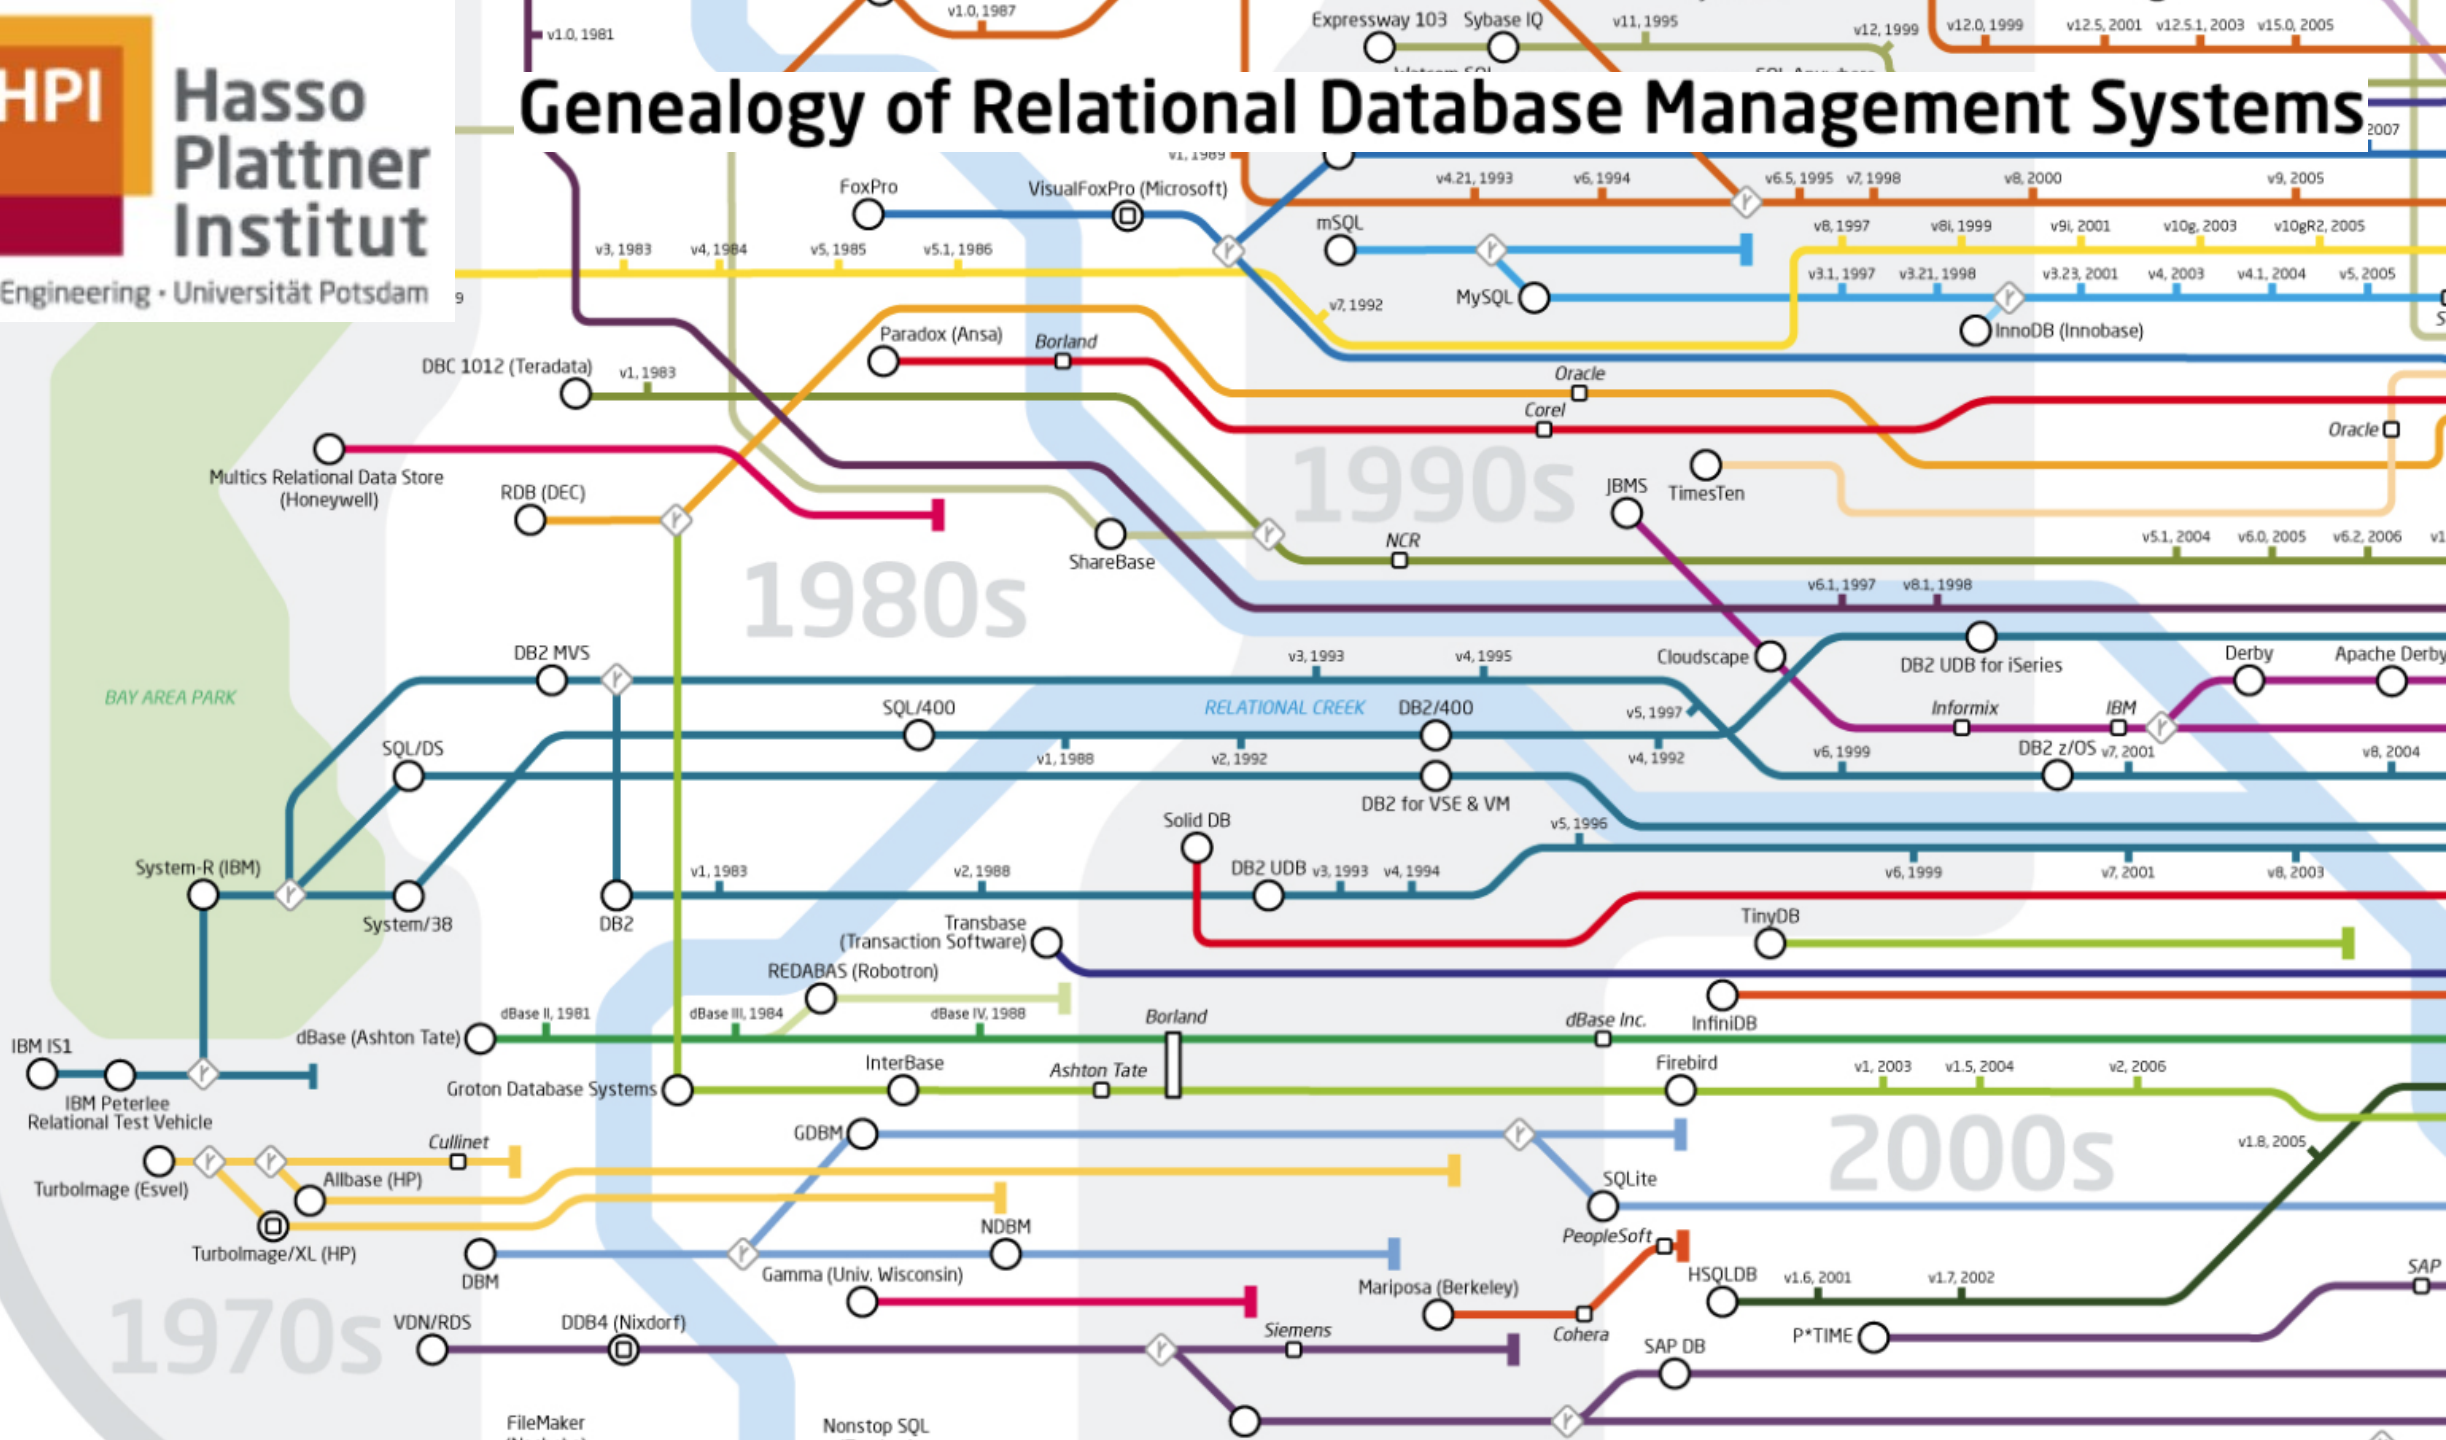 v1.0, 1981
v1.0, 1987
Expressway 103
Sybase IQ
v11, 1995
v12, 1999
v12.0, 1999
v12.5, 2001
v12.5.1, 2003
v15.0, 2005
HPI
Hasso
Plattner
Institut
Engineering · Universität Potsdam
9
Genealogy of Relational Database Management Systems
2007
v1, 1989
FoxPro
VisualFoxPro (Microsoft)
v4.21, 1993
v6, 1994
v6.5, 1995
v7, 1998
v8, 2000
v9, 2005
mSQL
v8, 1997
v8i, 1999
v9i, 2001
v10g, 2003
v10gR2, 2005
v3, 1983
v4, 1984
v5, 1985
v5.1, 1986
v3.1, 1997
v3.21, 1998
v3.23, 2001
v4, 2003
v4.1, 2004
v5, 2005
MySQL
v7, 1992
InnoDB (Innobase)
S
Paradox (Ansa)
Borland
DBC 1012 (Teradata)
v1, 1983
Oracle
Corel
Oracle
Multics Relational Data Store
(Honeywell)
RDB (DEC)
1990s
JBMS
TimesTen
ShareBase
NCR
v5.1, 2004
v6.0, 2005
v6.2, 2006
v1
1980s
v6.1, 1997
v8.1, 1998
DB2 MVS
v3, 1993
v4, 1995
Cloudscape
DB2 UDB for iSeries
Derby
Apache Derby
BAY AREA PARK
SQL/400
RELATIONAL CREEK
DB2/400
v5, 1997
Informix
IBM
SQL/DS
v1, 1988
v2, 1992
v4, 1992
v6, 1999
DB2 z/OS
v7, 2001
v8, 2004
DB2 for VSE & VM
Solid DB
v5, 1996
System-R (IBM)
v1, 1983
v2, 1988
DB2 UDB
v3, 1993
v4, 1994
v6, 1999
v7, 2001
v8, 2003
System/38
DB2
Transbase
(Transaction Software)
TinyDB
REDABAS (Robotron)
dBase II, 1981
dBase III, 1984
dBase IV, 1988
Borland
dBase Inc.
InfiniDB
dBase (Ashton Tate)
IBM IS1
InterBase
Ashton Tate
Firebird
v1, 2003
v1.5, 2004
v2, 2006
Groton Database Systems
IBM Peterlee
Relational Test Vehicle
GDBM
2000s
v1.8, 2005
Cullinet
TurboImage (Esvel)
Allbase (HP)
SQLite
TurboImage/XL (HP)
NDBM
PeopleSoft
DBM
Gamma (Univ. Wisconsin)
Mariposa (Berkeley)
HSQLDB
v1.6, 2001
v1.7, 2002
SAP
1970s
VDN/RDS
DDB4 (Nixdorf)
Siemens
Cohera
SAP DB
P*TIME
FileMaker
Nonstop SQL